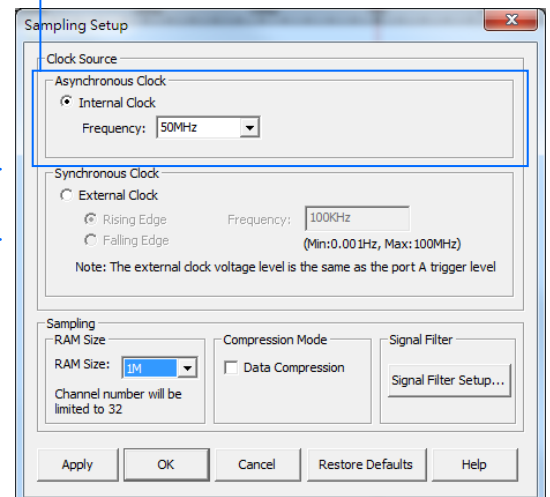 Sampling Setup
Clock Source
Asynchronous Clock
Internal Clock
Frequency: 50MHz
Synchronous Clock
External Clock
Rising Edge Frequency: 100KHz
Falling Edge (Min:0.001Hz, Max:100MHz)
Note: The external clock voltage level is the same as the port A trigger level
Sampling
RAM Size
RAM Size: 1M
Channel number will be
limited to 32
Compression Mode
Data Compression
Signal Filter
Signal Filter Setup...
Apply OK Cancel Restore Defaults Help